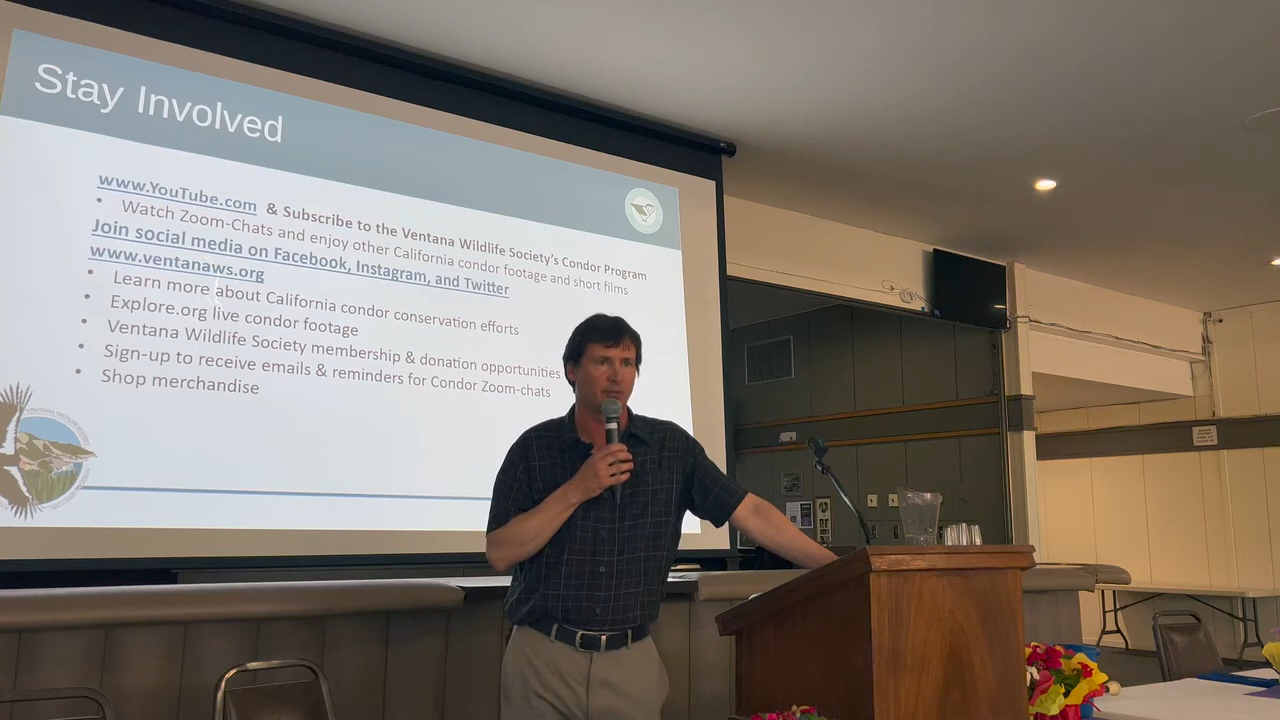 Stay Involved
www.YouTube.com & Subscribe to the Ventana Wildlife Society's Condor Program
• Watch Zoom-Chats and enjoy other California condor footage and short films
Join social media on Facebook, Instagram, and Twitter
www.ventanaws.org
• Learn more about California condor conservation efforts
• Explore.org live condor footage
• Ventana Wildlife Society membership & donation opportunities
• Sign-up to receive emails & reminders for Condor Zoom-chats
• Shop merchandise